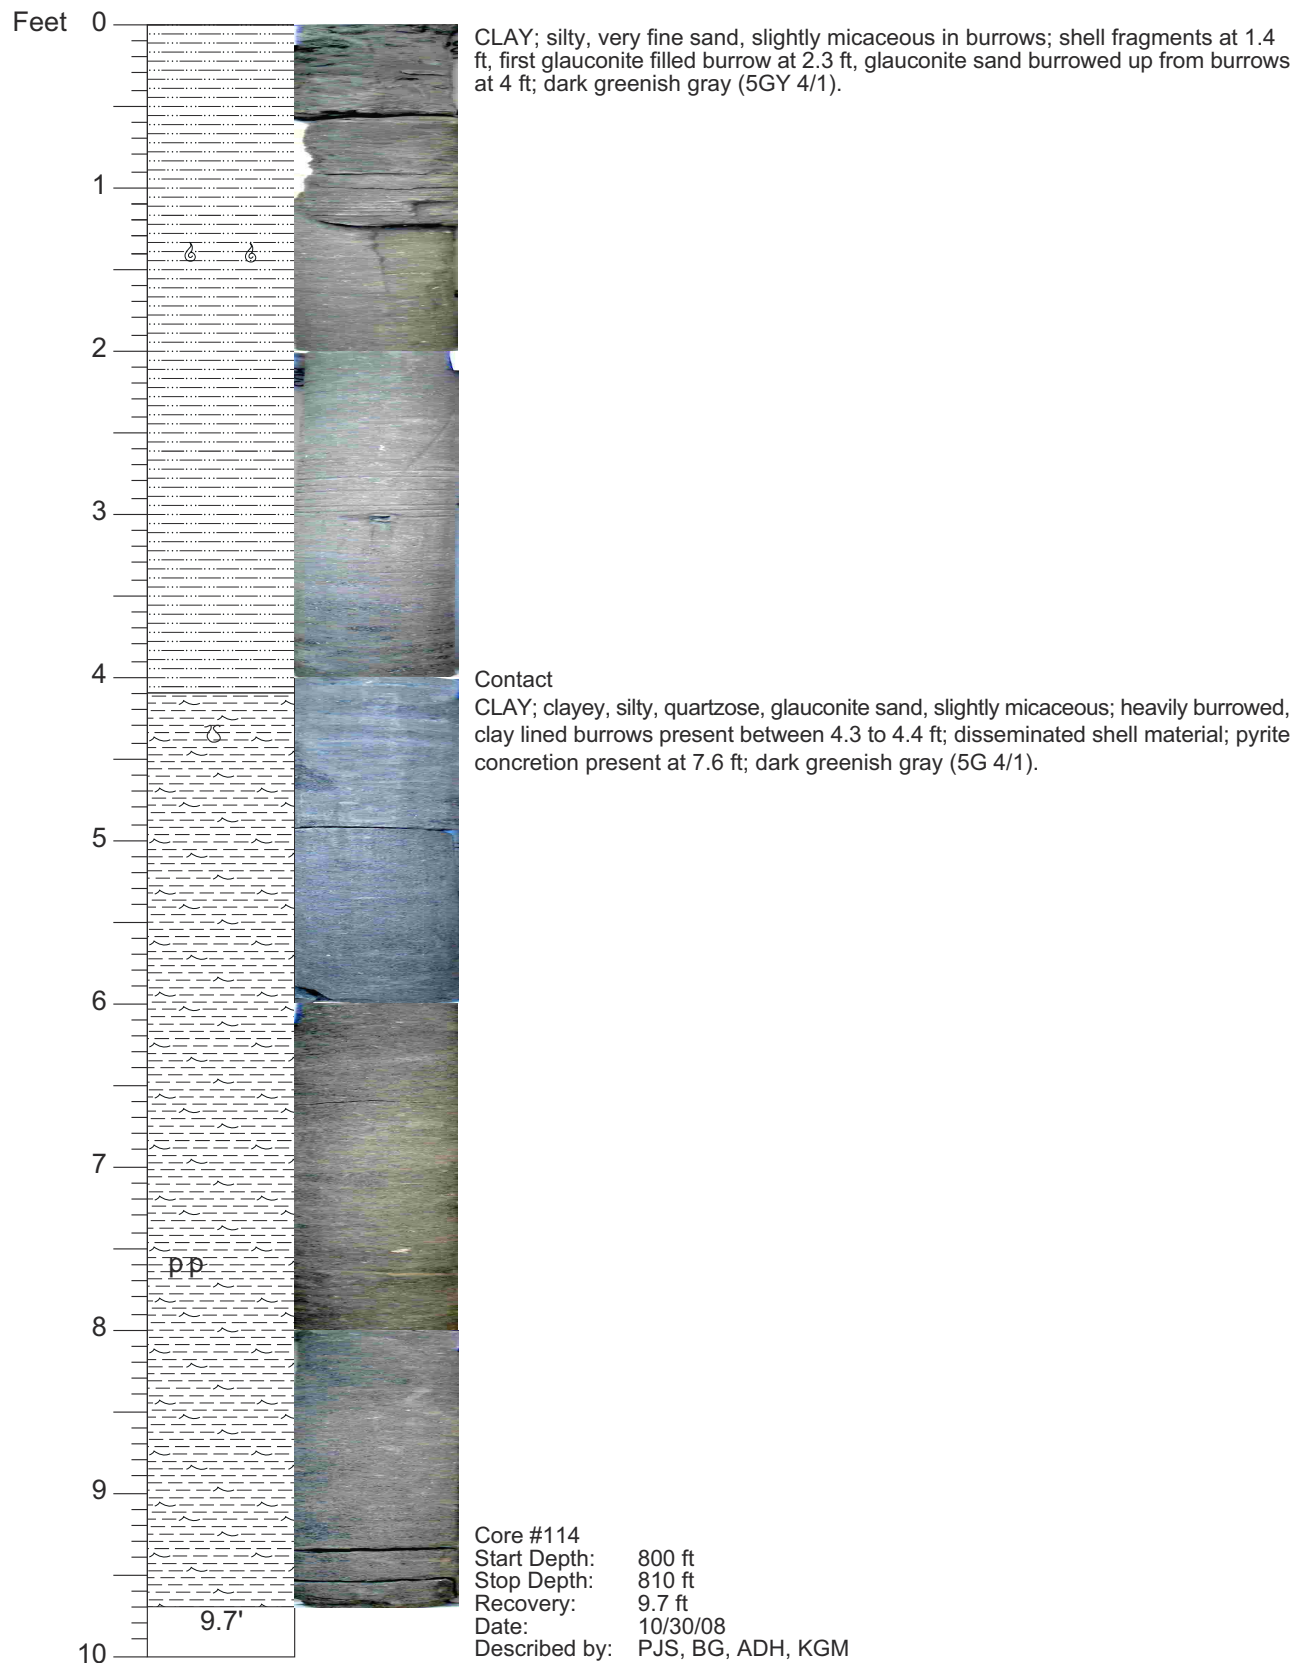 Feet 0
CLAY; silty, very fine sand, slightly micaceous in burrows; shell fragments at 1.4
ft, first glauconite filled burrow at 2.3 ft, glauconite sand burrowed up from burrows
at 4 ft; dark greenish gray (5GY 4/1).
1
2
3
4
Contact
CLAY; clayey, silty, quartzose, glauconite sand, slightly micaceous; heavily burrowed,
clay lined burrows present between 4.3 to 4.4 ft; disseminated shell material; pyrite
concretion present at 7.6 ft; dark greenish gray (5G 4/1).
5
6
7
pp
8
9
Core #114
Start Depth: 800 ft
Stop Depth: 810 ft
Recovery: 9.7 ft
Date: 10/30/08
Described by: PJS, BG, ADH, KGM
9.7'
10